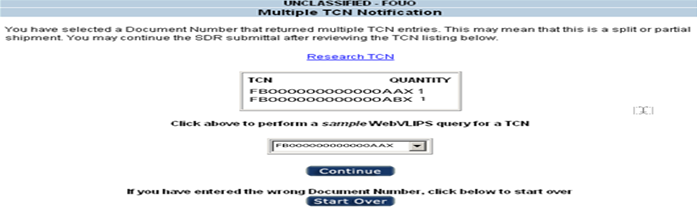 UNCLASSIFIED - FOUO
Multiple TCN Notification
You have selected a Document Number that returned multiple TCN entries. This may mean that this is a split or partial
shipment. You may continue the SDR submittal after reviewing the TCN listing below.
Research TCN
TCN QUANTITY
FB000000000000AAX 1
FB000000000000ABX 1
Click above to perform a sample WebVLIPS query for a TCN
FB000000000000AAX
Continue
If you have entered the wrong Document Number, click below to start over
Start Over